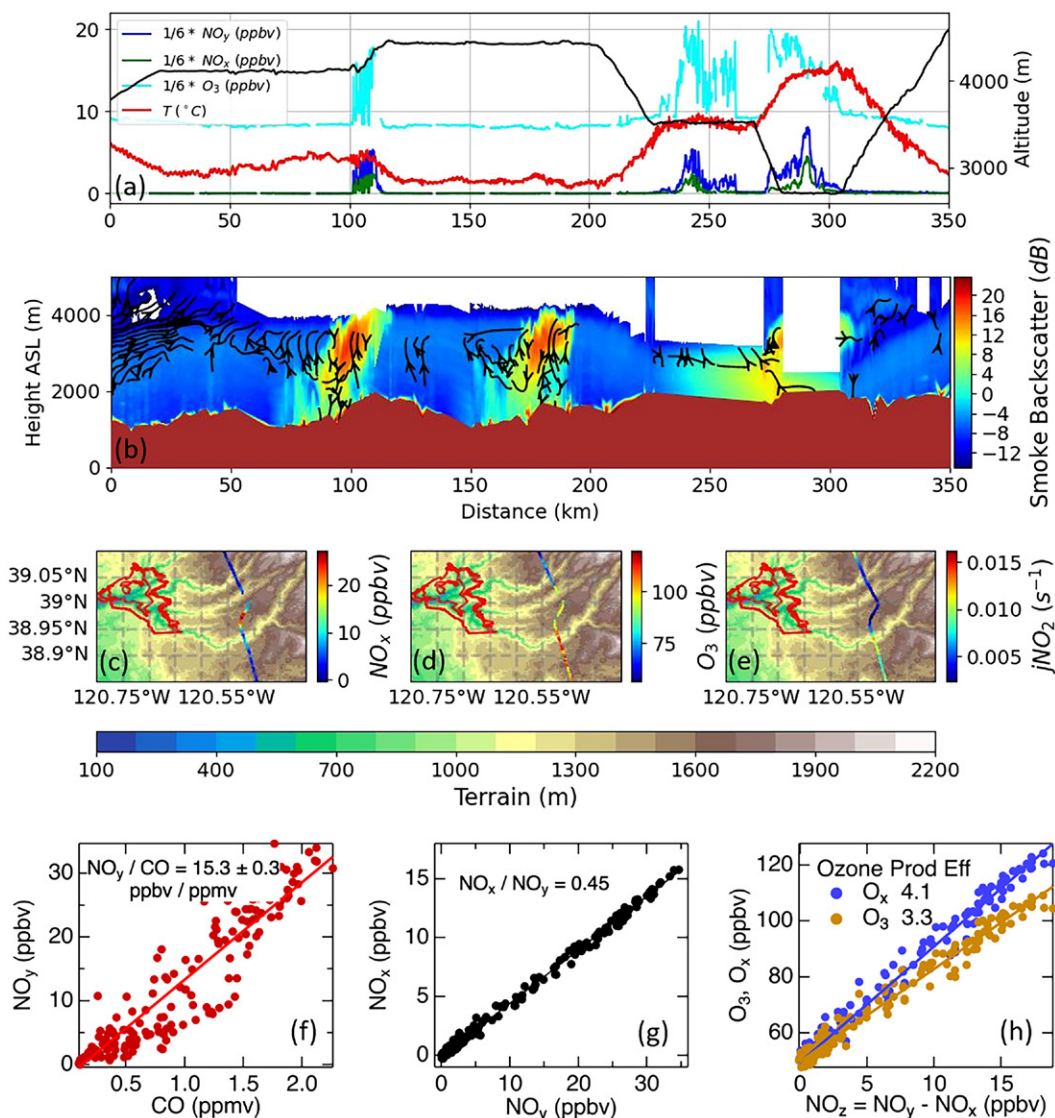 20
10
0
1/6* NOy (ppbv)
1/6* NOx (ppbv)
1/6* O3 (ppbv)
T (°C)
4000
3000
Altitude (m)
(a)
0 50 100 150 200 250 300 350
Height ASL (m)
4000
2000
0
(b)
20
16
12
8
4
0
−4
−8
−12
Smoke Backscatter (dB)
0 50 100 150 200 250 300 350
Distance (km)
39.05°N
39°N
38.95°N
38.9°N
(c)
120.75°W 120.55°W
20
10
0
NOx (ppbv)
(d)
120.75°W 120.55°W
100
75
O3 (ppbv)
(e)
120.75°W 120.55°W
0.015
0.010
0.005
jNO2 (s−1)
100 400 700 1000 1300 1600 1900 2200
Terrain (m)
NOy (ppbv)
30
20
10
0
NOy / CO = 15.3 ± 0.3
ppbv / ppmv
(f)
0.5 1.0 1.5 2.0
CO (ppmv)
NOx (ppbv)
15
10
5
0
NOx / NOy = 0.45
(g)
0 10 20 30
NOy (ppbv)
O3, Ox (ppbv)
120
100
80
60
Ozone Prod Eff
Ox 4.1
O3 3.3
(h)
0 5 10 15
NOz = NOy - NOx (ppbv)